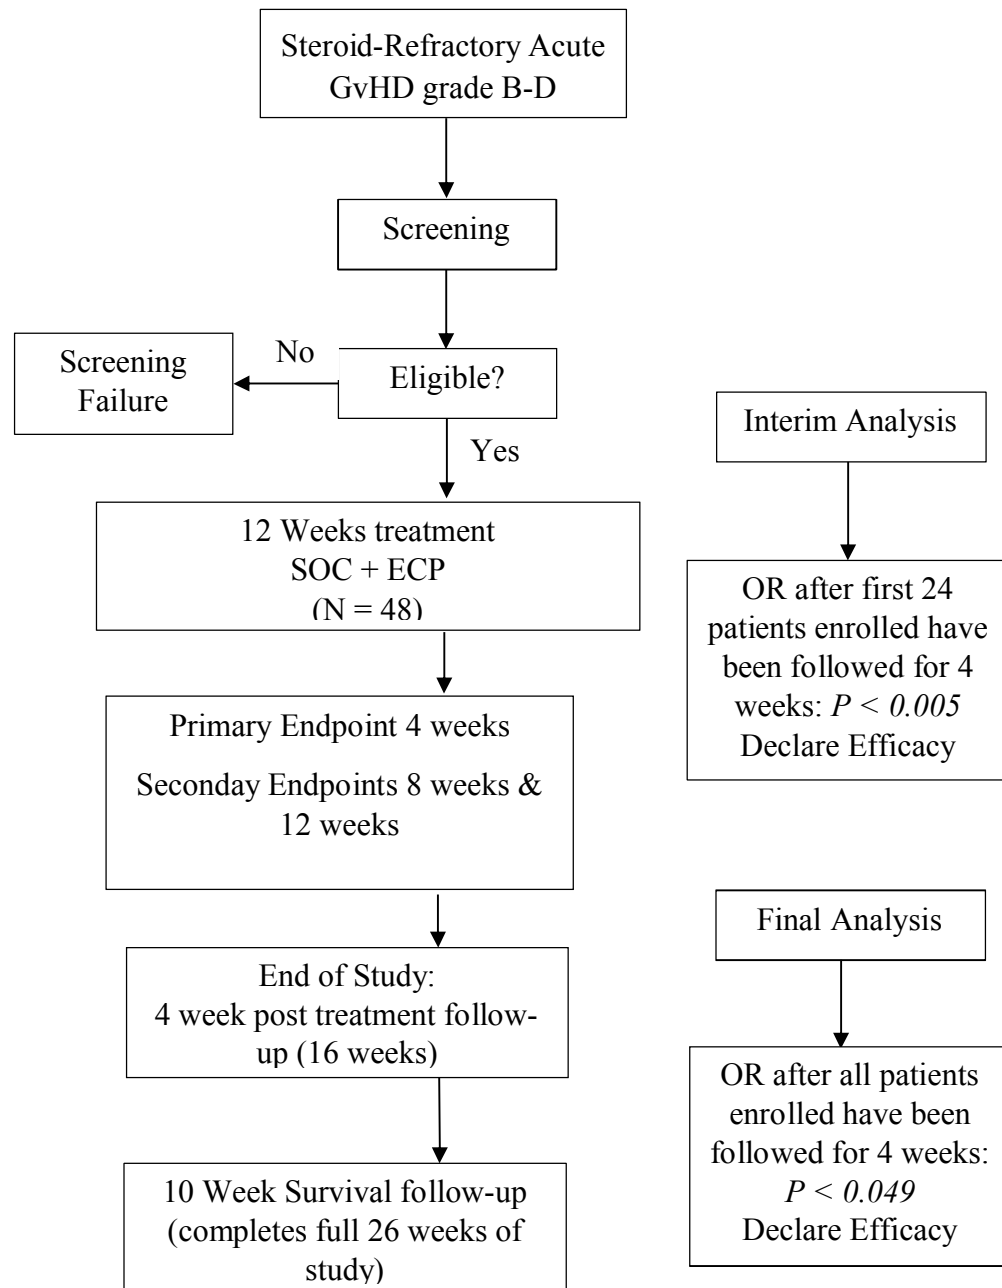 Steroid-Refractory Acute
GvHD grade B-D
Screening
No
Screening
Failure
Eligible?
Yes
12 Weeks treatment
SOC + ECP
(N = 48)
Primary Endpoint 4 weeks
Seconday Endpoints 8 weeks &
12 weeks
End of Study:
4 week post treatment follow-
up (16 weeks)
10 Week Survival follow-up
(completes full 26 weeks of
study)
Interim Analysis
OR after first 24
patients enrolled have
been followed for 4
weeks: P < 0.005
Declare Efficacy
Final Analysis
OR after all patients
enrolled have been
followed for 4 weeks:
P < 0.049
Declare Efficacy